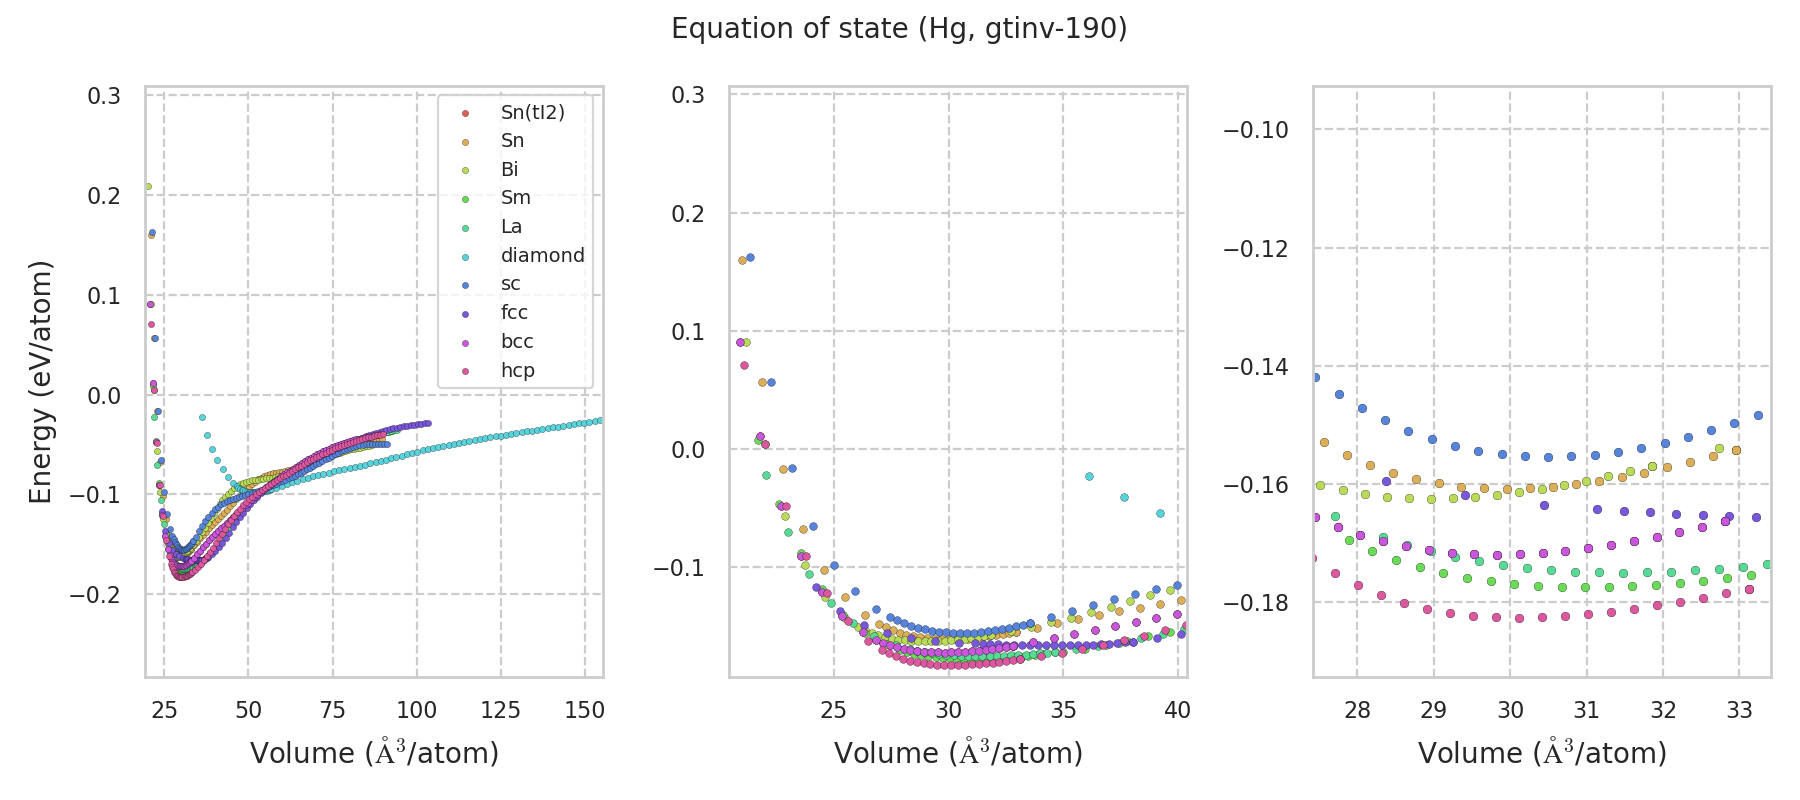 Equation of state (Hg, gtinv-190)
Energy (eV/atom)
0.3
0.2
0.1
0.0
−0.1
−0.2
25
50
75
100
125
150
Volume (Å³/atom)
Sn(tI2)
Sn
Bi
Sm
La
diamond
sc
fcc
bcc
hcp
0.3
0.2
0.1
0.0
−0.1
25
30
35
40
Volume (Å³/atom)
−0.10
−0.12
−0.14
−0.16
−0.18
28
29
30
31
32
33
Volume (Å³/atom)